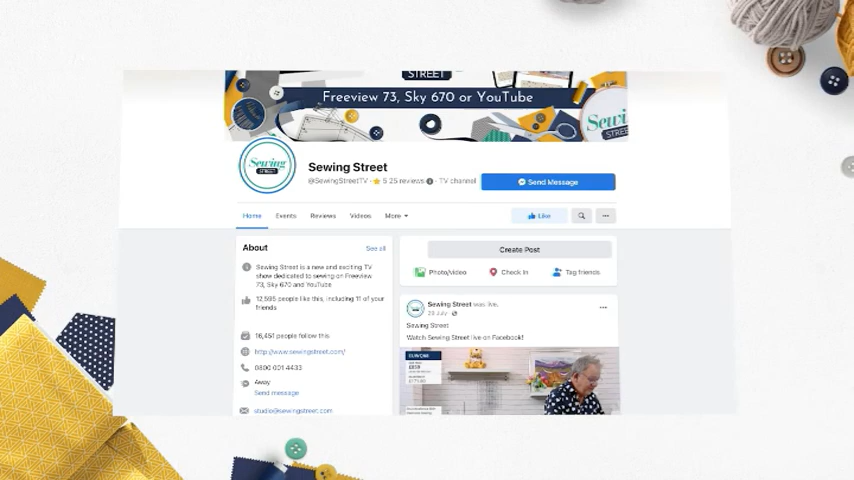 STREET
Freeview 73, Sky 670 or YouTube
Sewing
STREET
Sewing
STREET
Sewing Street
@SewingStreetTV · 5 25 reviews · TV channel
Send Message
Home
Events
Reviews
Videos
More
Like
About
See all
Sewing Street is a new and exciting TV
show dedicated to sewing on Freeview
73, Sky 670 and YouTube
12,595 people like this, including 11 of your
friends
16,451 people follow this
http://www.sewingstreet.com/
0800 001 4433
Away
Send message
studio@sewingstreet.com
Create Post
Photo/video
Check in
Tag friends
Sewing Street was live.
29 July
Sewing Street
Watch Sewing Street live on Facebook!